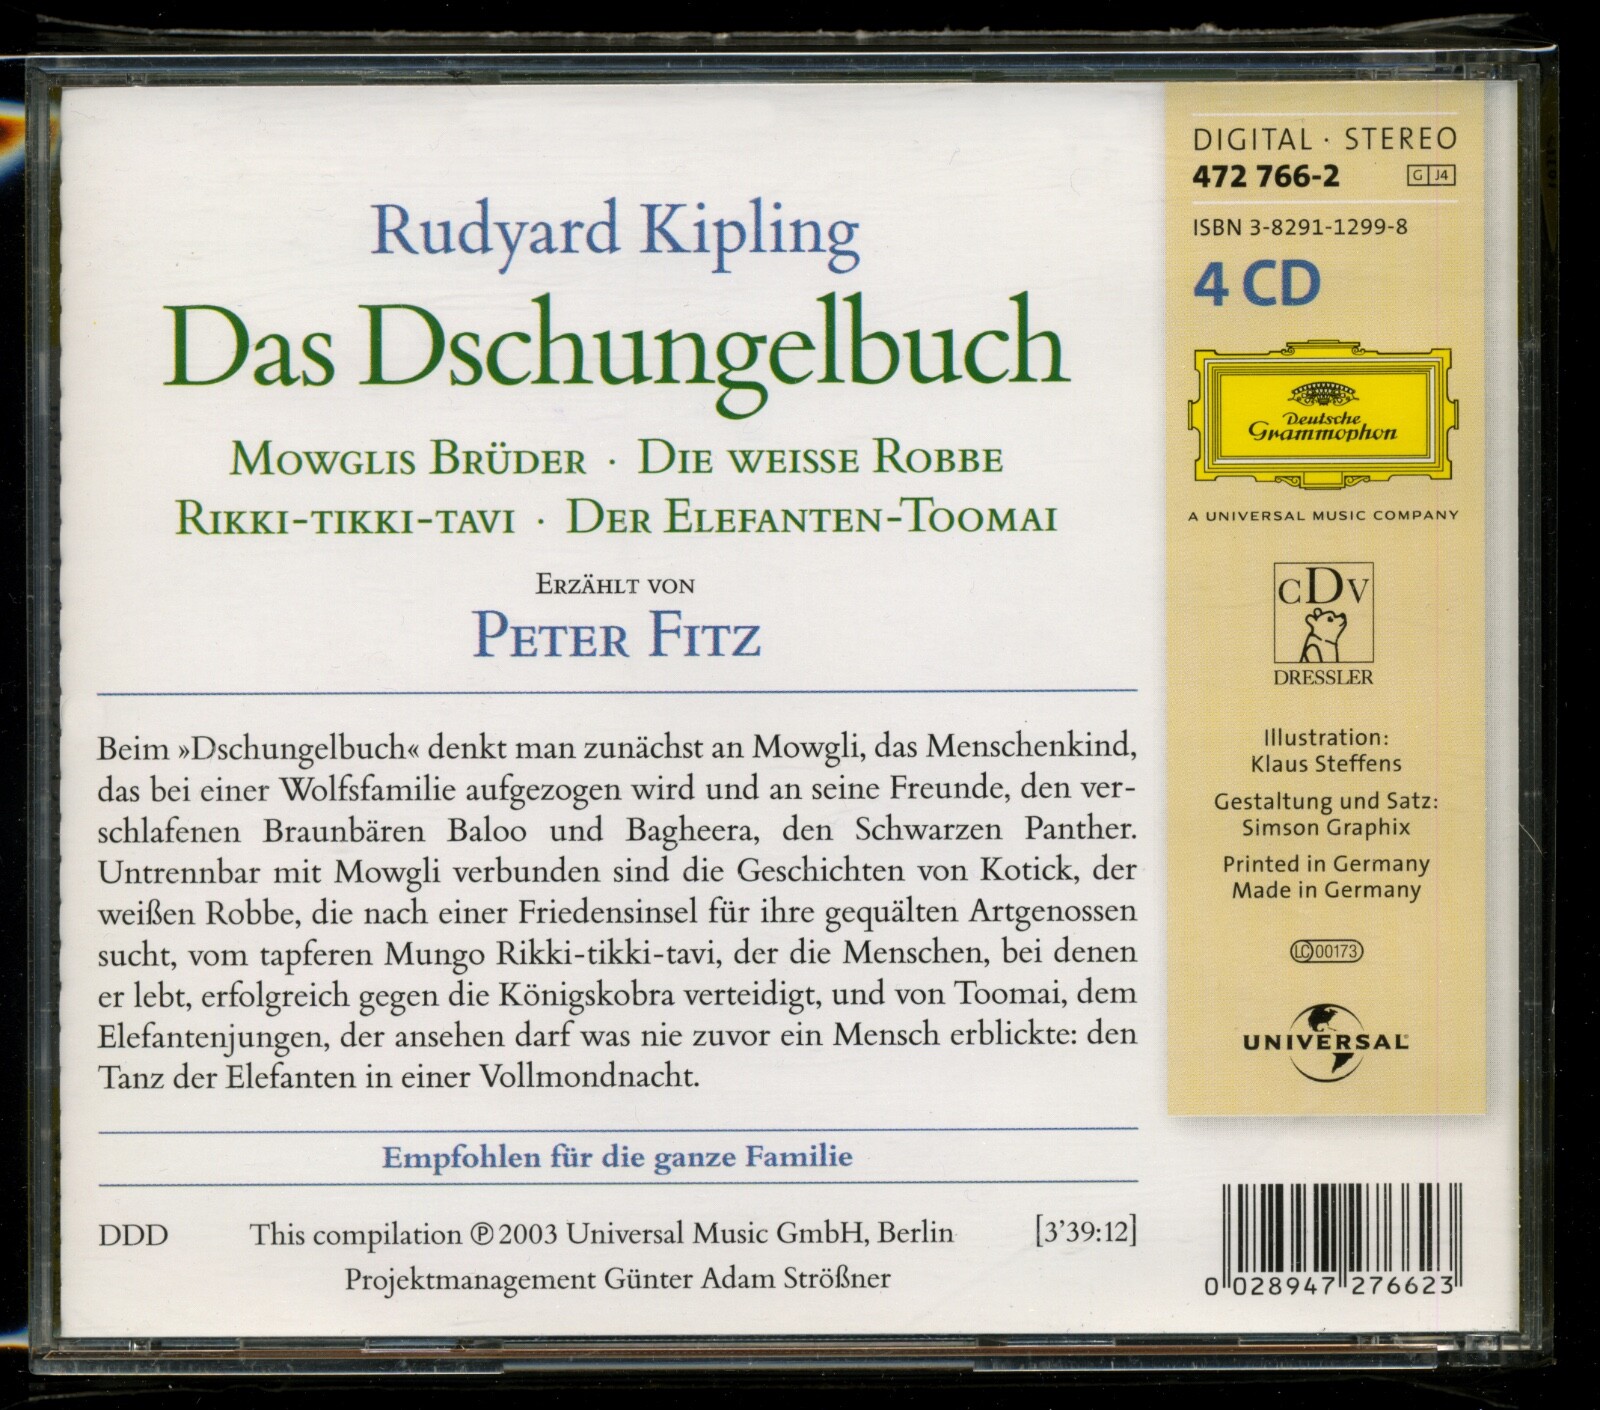 Rudyard Kipling
Das Dschungelbuch
Mowglis Brüder · Die weisse Robbe
Rikki-tikki-tavi · Der Elefanten-Toomai
Erzählt von
Peter Fitz
Beim »Dschungelbuch« denkt man zunächst an Mowgli, das Menschenkind,
das bei einer Wolfsfamilie aufgezogen wird und an seine Freunde, den ver-
schlafenen Braunbären Baloo und Bagheera, den Schwarzen Panther.
Untrennbar mit Mowgli verbunden sind die Geschichten von Kotick, der
weißen Robbe, die nach einer Friedensinsel für ihre gequälten Artgenossen
sucht, vom tapferen Mungo Rikki-tikki-tavi, der die Menschen, bei denen
er lebt, erfolgreich gegen die Königskobra verteidigt, und von Toomai, dem
Elefantenjungen, der ansehen darf was nie zuvor ein Mensch erblickte: den
Tanz der Elefanten in einer Vollmondnacht.
Empfohlen für die ganze Familie
DDD This compilation ℗ 2003 Universal Music GmbH, Berlin [3'39:12]
Projektmanagement Günter Adam Strößner
DIGITAL · STEREO
472 766-2 G J4
ISBN 3-8291-1299-8
4 CD
Deutsche
Grammophon
A UNIVERSAL MUSIC COMPANY
CDV
DRESSLER
Illustration:
Klaus Steffens
Gestaltung und Satz:
Simson Graphix
Printed in Germany
Made in Germany
LC 00173
UNIVERSAL
0 028947 276623